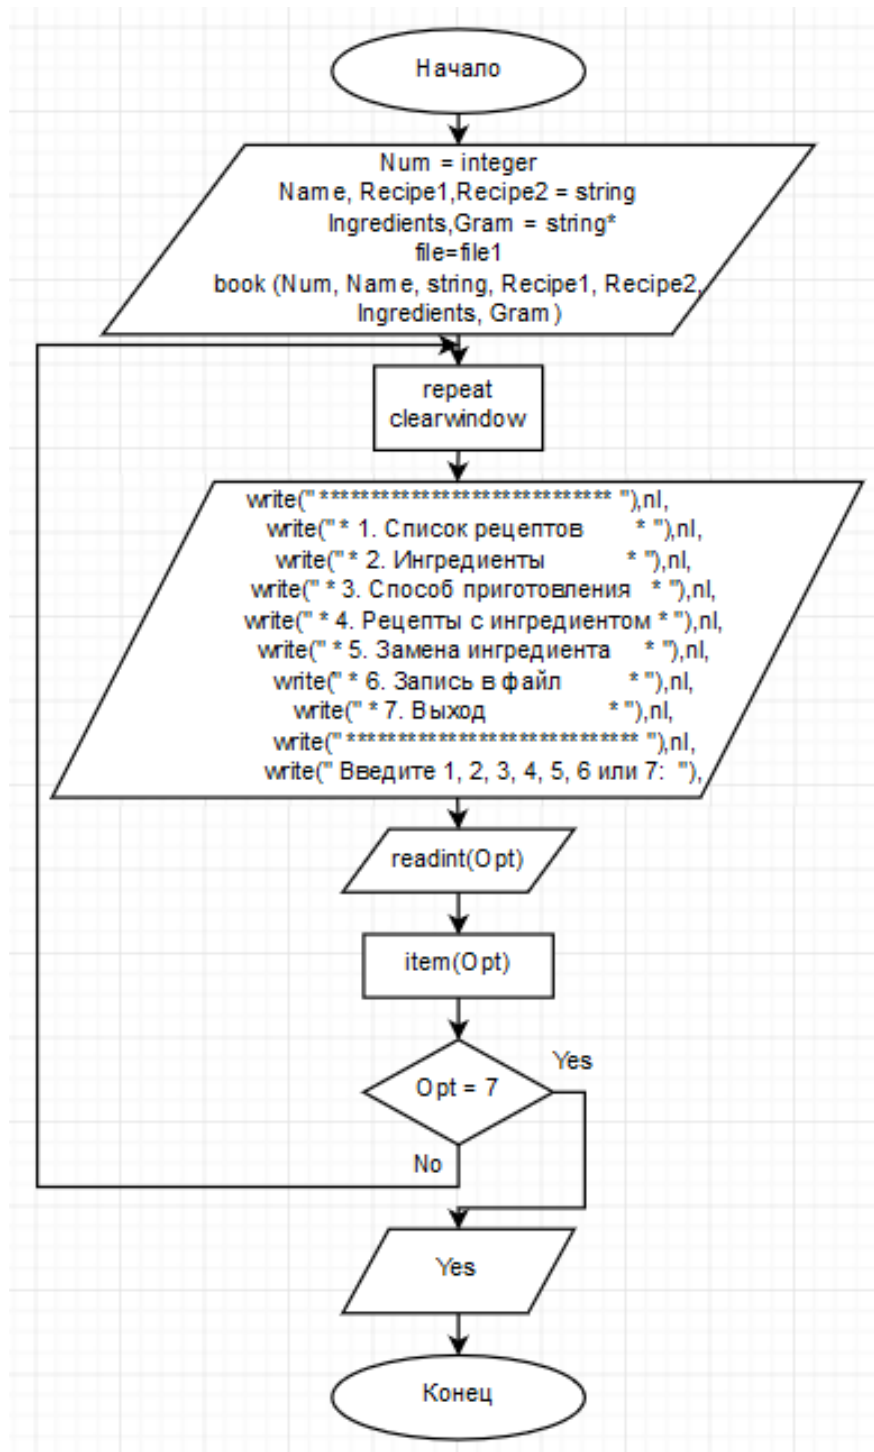 Начало
Num = integer
Name, Recipe1,Recipe2 = string
Ingredients,Gram = string*
file=file1
book (Num, Name, string, Recipe1, Recipe2,
Ingredients, Gram)
repeat
clearwindow
write(" ***************************** "),nl,
write(" * 1. Список рецептов * "),nl,
write(" * 2. Ингредиенты * "),nl,
write(" * 3. Способ приготовления * "),nl,
write(" * 4. Рецепты с ингредиентом * "),nl,
write(" * 5. Замена ингредиента * "),nl,
write(" * 6. Запись в файл * "),nl,
write(" * 7. Выход * "),nl,
write(" ***************************** "),nl,
write(" Введите 1, 2, 3, 4, 5, 6 или 7: "),
readint(Opt)
item(Opt)
Opt = 7
Yes
No
Yes
Конец